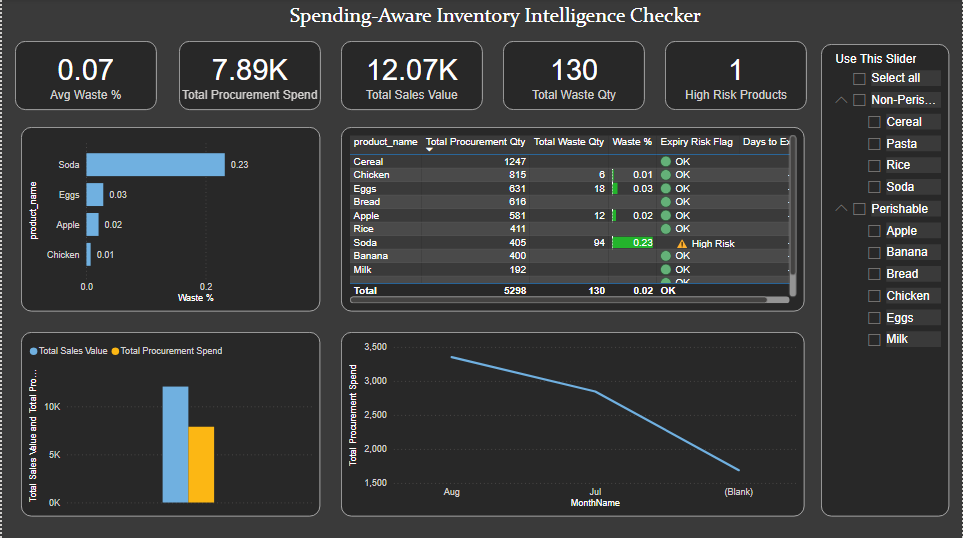 Spending-Aware Inventory Intelligence Checker
0.07
Avg Waste %
7.89K
Total Procurement Spend
12.07K
Total Sales Value
130
Total Waste Qty
1
High Risk Products
Use This Slider
Select all
Non-Peris...
Cereal
Pasta
Rice
Soda
Perishable
Apple
Banana
Bread
Chicken
Eggs
Milk
product_name
Soda 0.23
Eggs 0.03
Apple 0.02
Chicken 0.01
0.0 0.2
Waste %
product_name Total Procurement Qty Total Waste Qty Waste % Expiry Risk Flag Days to Ex
Cereal 1247 OK
Chicken 815 6 0.01 OK
Eggs 631 18 0.03 OK
Bread 616 OK
Apple 581 12 0.02 OK
Rice 411 OK
Soda 405 94 0.23 High Risk
Banana 400 OK
Milk 192 OK
OK
Total 5298 130 0.02 OK
Total Sales Value Total Procurement Spend
Total Sales Value and Total Pro...
10K
5K
0K
Total Procurement Spend
3,500
3,000
2,500
2,000
1,500
Aug Jul (Blank)
MonthName